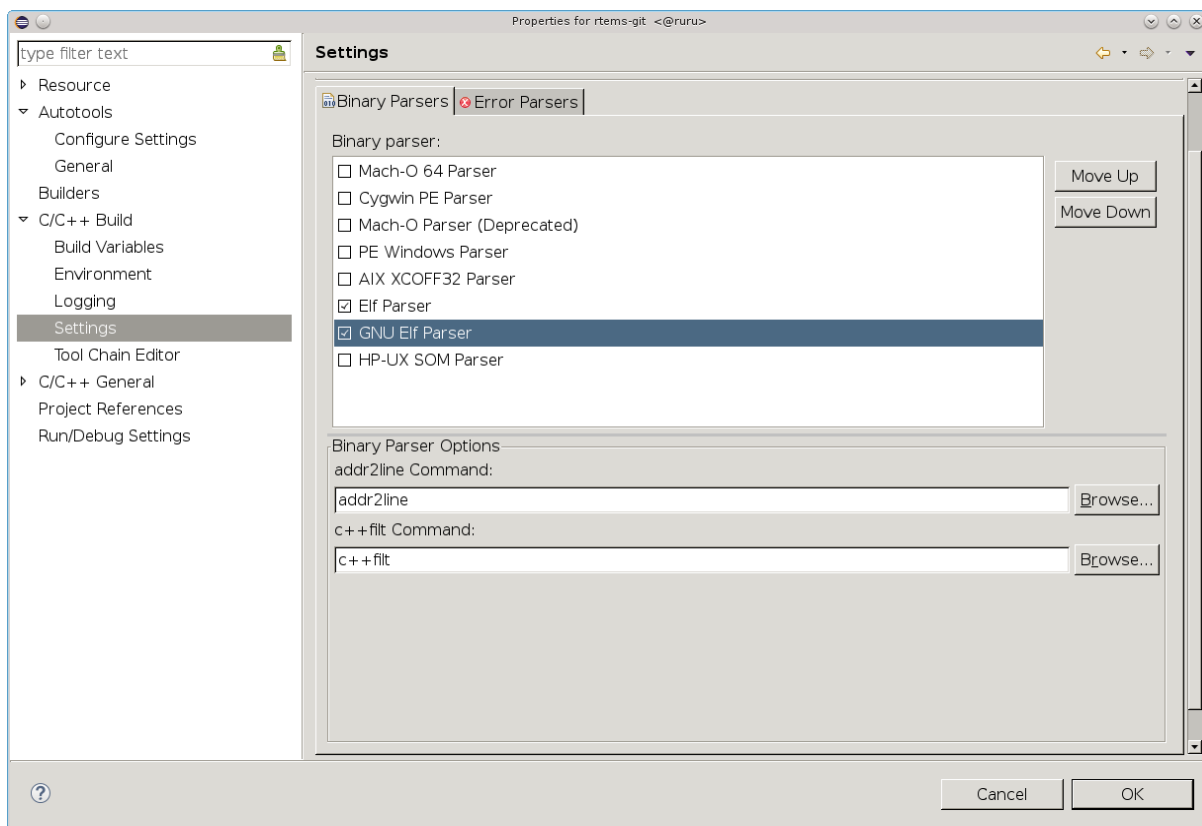 Properties for rtems-git <@ruru>
type filter text
Resource
Autotools
Configure Settings
General
Builders
C/C++ Build
Build Variables
Environment
Logging
Settings
Tool Chain Editor
C/C++ General
Project References
Run/Debug Settings
Settings
Binary Parsers
Error Parsers
Binary parser:
Mach-O 64 Parser
Cygwin PE Parser
Mach-O Parser (Deprecated)
PE Windows Parser
AIX XCOFF32 Parser
Elf Parser
GNU Elf Parser
HP-UX SOM Parser
Move Up
Move Down
Binary Parser Options
addr2line Command:
addr2line
Browse...
c++filt Command:
c++filt
Browse...
Cancel
OK